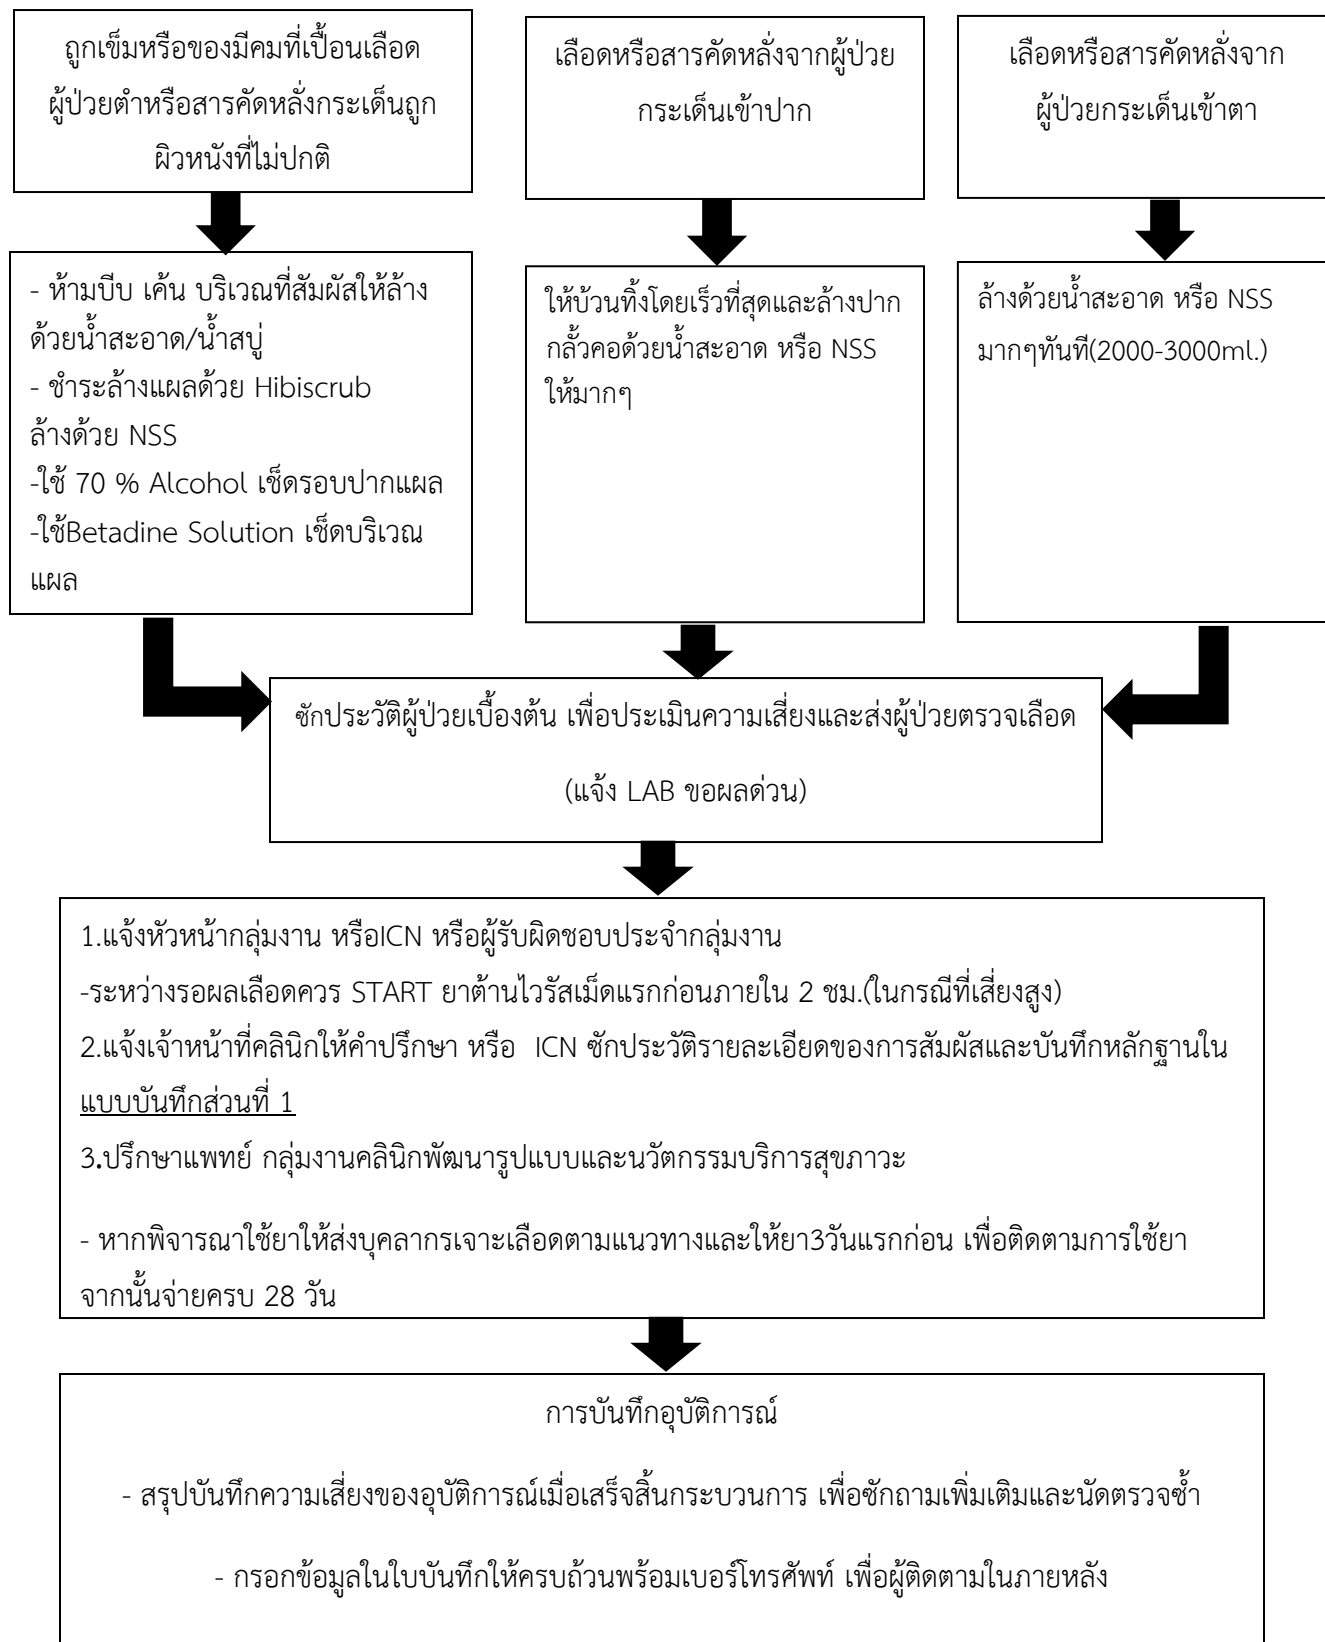 ถูกเข็มหรือของมีคมที่เปื้อนเลือด
ผู้ป่วยตำหรือสารคัดหลั่งกระเด็นถูก
ผิวหนังที่ไม่ปกติ
เลือดหรือสารคัดหลั่งจากผู้ป่วย
กระเด็นเข้าปาก
เลือดหรือสารคัดหลั่งจาก
ผู้ป่วยกระเด็นเข้าตา
- ห้ามบีบ เค้น บริเวณที่สัมผัสให้ล้าง
ด้วยน้ำสะอาด/น้ำสบู่
- ชำระล้างแผลด้วย Hibiscrub
ล้างด้วย NSS
-ใช้ 70 % Alcohol เช็ดรอบปากแผล
-ใช้Betadine Solution เช็ดบริเวณ
แผล
ให้บ้วนทิ้งโดยเร็วที่สุดและล้างปาก
กลั้วคอด้วยน้ำสะอาด หรือ NSS
ให้มากๆ
ล้างด้วยน้ำสะอาด หรือ NSS
มากๆทันที(2000-3000ml.)
ซักประวัติผู้ป่วยเบื้องต้น เพื่อประเมินความเสี่ยงและส่งผู้ป่วยตรวจเลือด
(แจ้ง LAB ขอผลด่วน)
1.แจ้งหัวหน้ากลุ่มงาน หรือICN หรือผู้รับผิดชอบประจำกลุ่มงาน
-ระหว่างรอผลเลือดควร START ยาต้านไวรัสเม็ดแรกก่อนภายใน 2 ชม.(ในกรณีที่เสี่ยงสูง)
2.แจ้งเจ้าหน้าที่คลินิกให้คำปรึกษา หรือ ICN ซักประวัติรายละเอียดของการสัมผัสและบันทึกหลักฐานใน
แบบบันทึกส่วนที่ 1
3.ปรึกษาแพทย์ กลุ่มงานคลินิกพัฒนารูปแบบและนวัตกรรมบริการสุขภาวะ
- หากพิจารณาใช้ยาให้ส่งบุคลากรเจาะเลือดตามแนวทางและให้ยา3วันแรกก่อน เพื่อติดตามการใช้ยา
จากนั้นจ่ายครบ 28 วัน
การบันทึกอุบัติการณ์
- สรุปบันทึกความเสี่ยงของอุบัติการณ์เมื่อเสร็จสิ้นกระบวนการ เพื่อซักถามเพิ่มเติมและนัดตรวจซ้ำ
- กรอกข้อมูลในใบบันทึกให้ครบถ้วนพร้อมเบอร์โทรศัพท์ เพื่อผู้ติดตามในภายหลัง